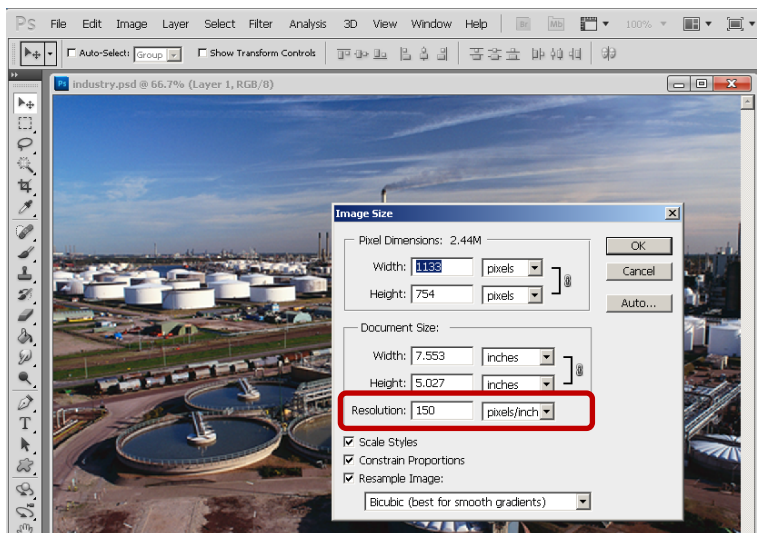 Ps File Edit Image Layer Select Filter Analysis 3D View Window Help Br Mb 100%
Auto-Select: Group Show Transform Controls
Ps industry.psd @ 66.7% (Layer 1, RGB/8)
Image Size
Pixel Dimensions: 2.44M
OK
Width: 1133 pixels
Cancel
Height: 754 pixels
Auto...
Document Size:
Width: 7.553 inches
Height: 5.027 inches
Resolution: 150 pixels/inch
Scale Styles
Constrain Proportions
Resample Image:
Bicubic (best for smooth gradients)
T